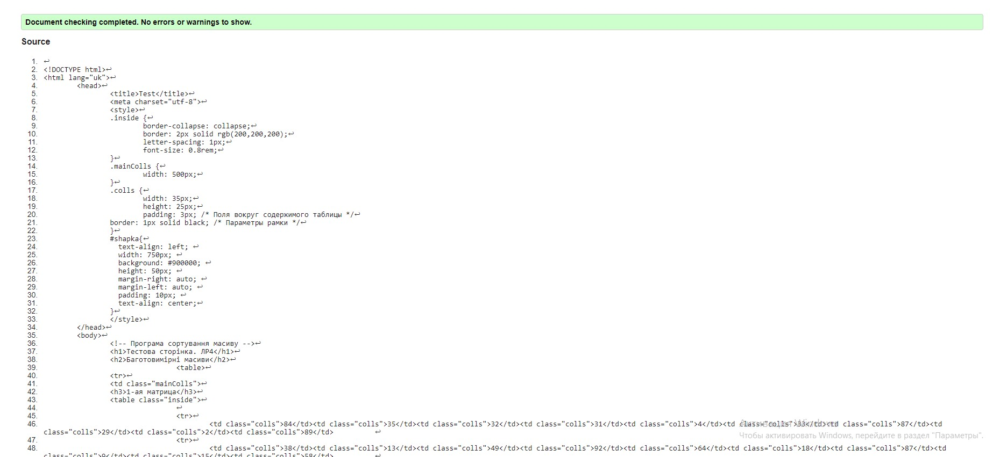 Document checking completed. No errors or warnings to show.
Source
1. ↩
2. <!DOCTYPE html>↩
3. <html lang="uk">↩
4. <head>↩
5. <title>Test</title>↩
6. <meta charset="utf-8">↩
7. <style>↩
8. .inside {↩
9. border-collapse: collapse;↩
10. border: 2px solid rgb(200,200,200);↩
11. letter-spacing: 1px;↩
12. font-size: 0.8rem;↩
13. }↩
14. .mainColls {↩
15. width: 500px;↩
16. }↩
17. .colls {↩
18. width: 35px;↩
19. height: 25px;↩
20. padding: 3px; /* Поля вокруг содержимого таблицы */↩
21. border: 1px solid black; /* Параметры рамки */↩
22. }↩
23. #shapka{↩
24. text-align: left; ↩
25. width: 750px; ↩
26. background: #900000; ↩
27. height: 50px; ↩
28. margin-right: auto; ↩
29. margin-left: auto; ↩
30. padding: 10px; ↩
31. text-align: center;↩
32. }↩
33. </style>↩
34. </head>↩
35. <body>↩
36. <!-- Програма сортування масиву -->↩
37. <h1>Тестова сторінка. ЛР4</h1>↩
38. <h2>Баготовимірні масиви</h2>↩
39. <table>↩
40. <tr>↩
41. <td class="mainColls">↩
42. <h3>1-ая матрица</h3>↩
43. <table class="inside">↩
44. ↩
45. <tr>↩
46. <td class="colls">84</td><td class="colls">35</td><td class="colls">32</td><td class="colls">31</td><td class="colls">4</td><td class="colls">33</td><td class="colls">87</td><td
class="colls">29</td><td class="colls">2</td><td class="colls">89</td> ↩
47. <tr>↩
48. <td class="colls">38</td><td class="colls">13</td><td class="colls">49</td><td class="colls">92</td><td class="colls">64</td><td class="colls">18</td><td class="colls">87</td><td
class="colls">9</td><td class="colls">15</td><td class="colls">58</td> ↩
Активация Windows
Чтобы активировать Windows, перейдите в раздел "Параметры".